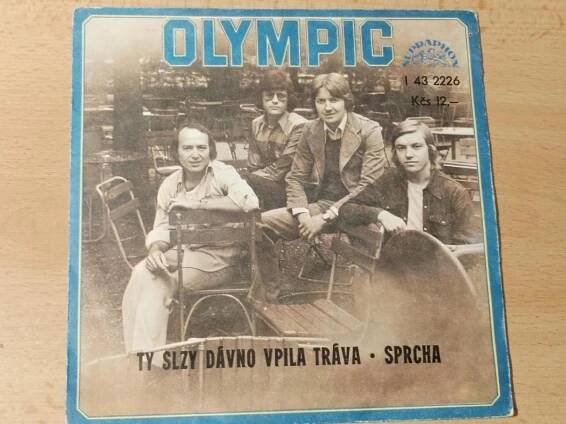 OLYMPIC
SUPRAPHON
1 43 2226
Kčs 12,–
TY SLZY DÁVNO VPILA TRÁVA • SPRCHA